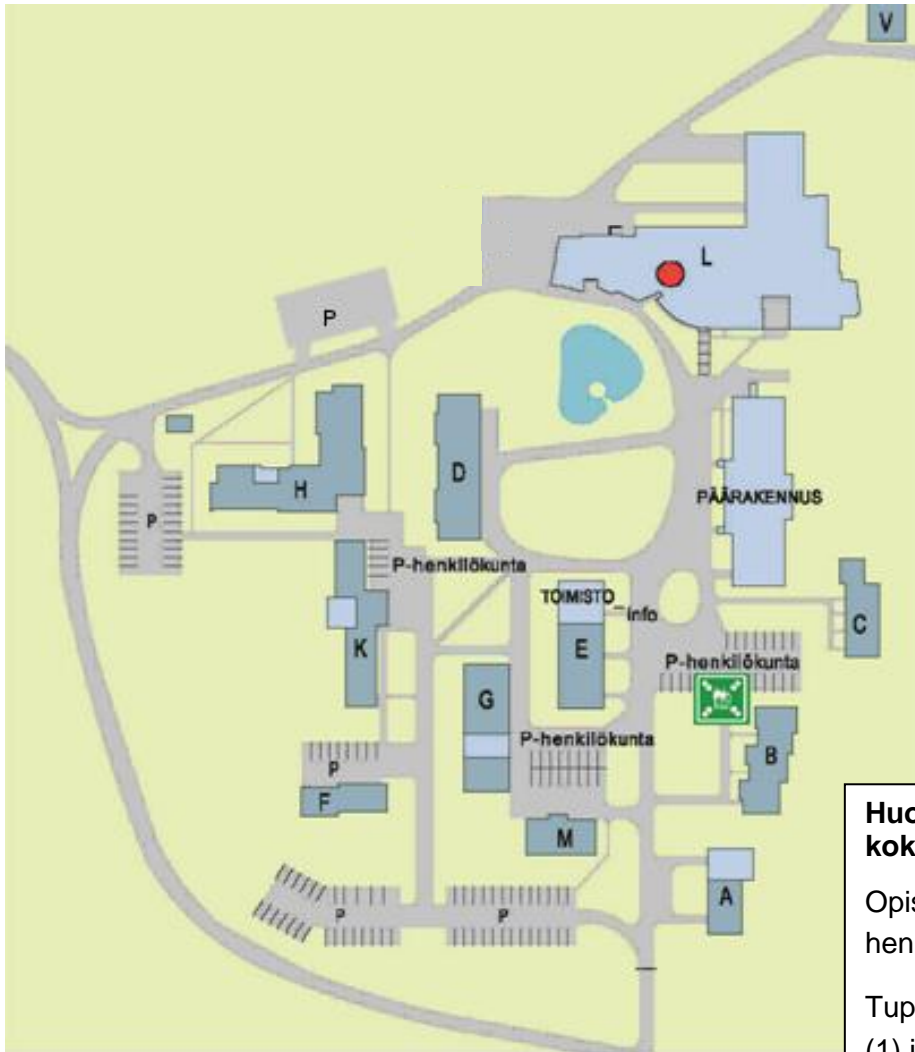 V
L
P
H
D
P
PÄÄRAKENNUS
P-henkilökunta
TOIMISTO
info
C
K
E
P-henkilökunta
G
P-henkilökunta
B
P
F
M
A
P
P
Opis
hen
Tup